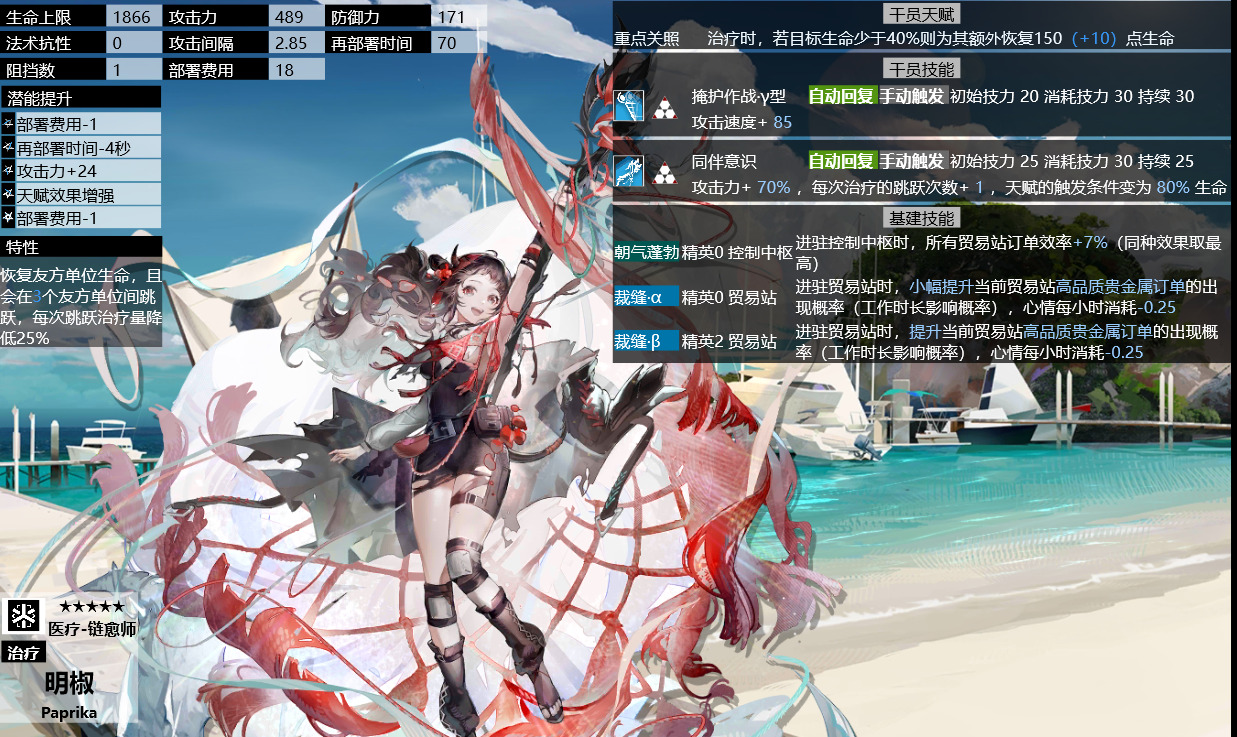 生命上限 1866 攻击力 489 防御力 171
法术抗性 0 攻击间隔 2.85 再部署时间 70
阻挡数 1 部署费用 18
潜能提升
部署费用-1
再部署时间-4秒
攻击力+24
天赋效果增强
部署费用-1
特性
恢复友方单位生命，且
会在3个友方单位间跳
跃，每次跳跃治疗量降
低25%
★★★★★
医疗-链愈师
治疗
明椒
Paprika
干员天赋
重点关照 治疗时，若目标生命少于40%则为其额外恢复150（+10）点生命
干员技能
掩护作战·γ型 自动回复 手动触发 初始技力 20 消耗技力 30 持续 30
攻击速度+ 85
同伴意识 自动回复 手动触发 初始技力 25 消耗技力 30 持续 25
攻击力+ 70% ，每次治疗的跳跃次数+ 1 ，天赋的触发条件变为 80% 生命
基建技能
朝气蓬勃 精英0 控制中枢 进驻控制中枢时，所有贸易站订单效率+7%（同种效果取最
高）
裁缝·α 精英0 贸易站 进驻贸易站时，小幅提升当前贸易站高品质贵金属订单的出
现概率（工作时长影响概率），心情每小时消耗-0.25
裁缝·β 精英2 贸易站 进驻贸易站时，提升当前贸易站高品质贵金属订单的出现概
率（工作时长影响概率），心情每小时消耗-0.25